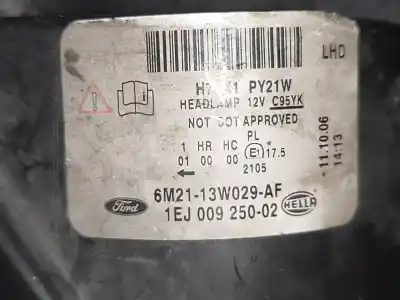 LHD
H7 PY21W
HEADLAMP 12V C95YK
NOT DOT APPROVED
PL
1 HR HC E1 17.5
01 00 00 2105
11.10.06
14:13
Ford 6M21-13W029-AF
1EJ 009 250-02 HELLA